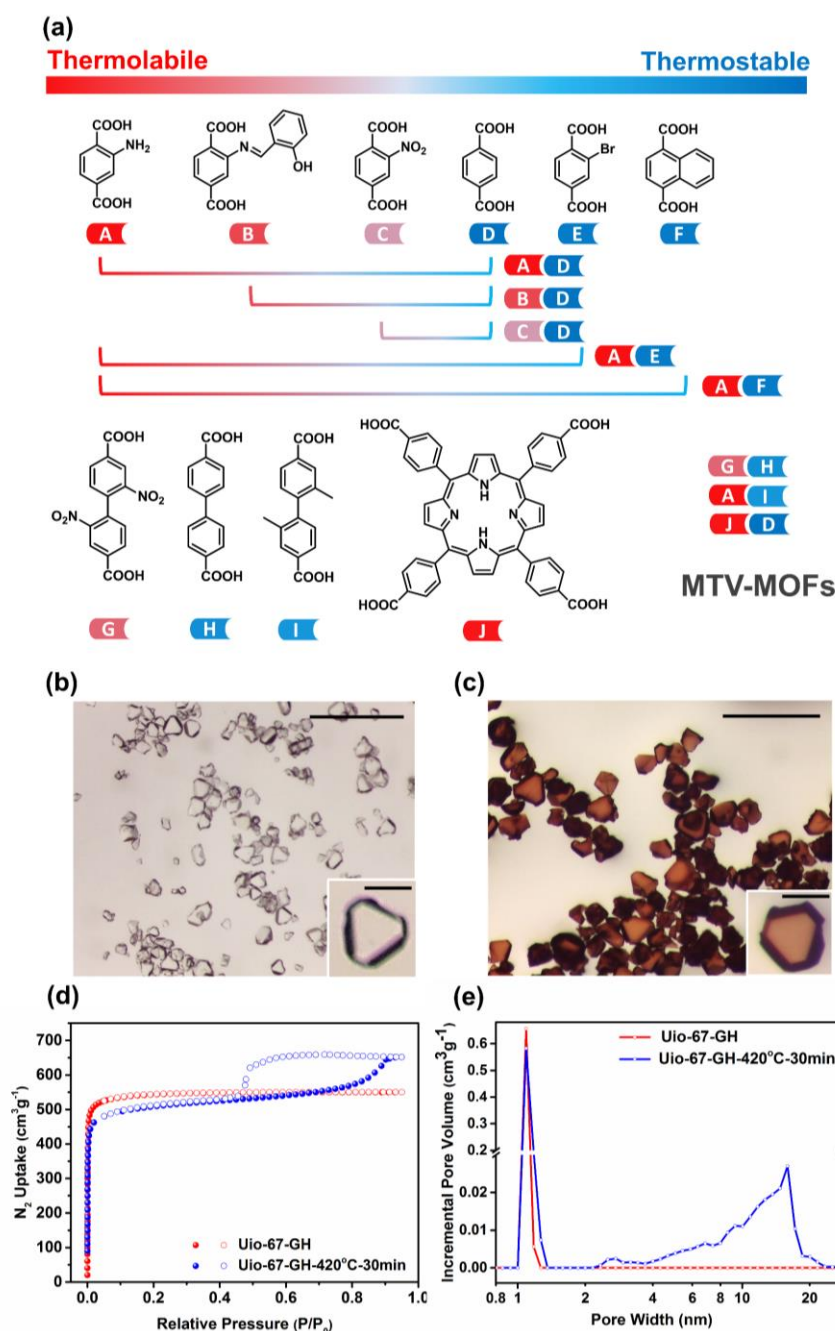 (a)
Thermolabile Thermostable
COOH COOH COOH COOH COOH COOH
NH₂ N OH NO₂ Br
COOH COOH COOH COOH COOH COOH
A B C D E F
A D
B D
C D
A E
A F
COOH COOH COOH HOOC COOH
NO₂ O₂N N H N N H N
COOH COOH COOH HOOC COOH
G H
A I
J D
MTV-MOFs
G H I J
(b) (c)
(d)
N₂ Uptake (cm³g⁻¹)
700
600
500
400
300
200
100
0
Uio-67-GH
Uio-67-GH-420°C-30min
0.0 0.2 0.4 0.6 0.8 1.0
Relative Pressure (P/P₀)
(e)
Incremental Pore Volume (cm³g⁻¹)
Uio-67-GH
Uio-67-GH-420°C-30min
0.6
0.5
0.4
0.3
0.2
0.02
0.01
0.00
0.8 1 2 4 6 8 10 20
Pore Width (nm)